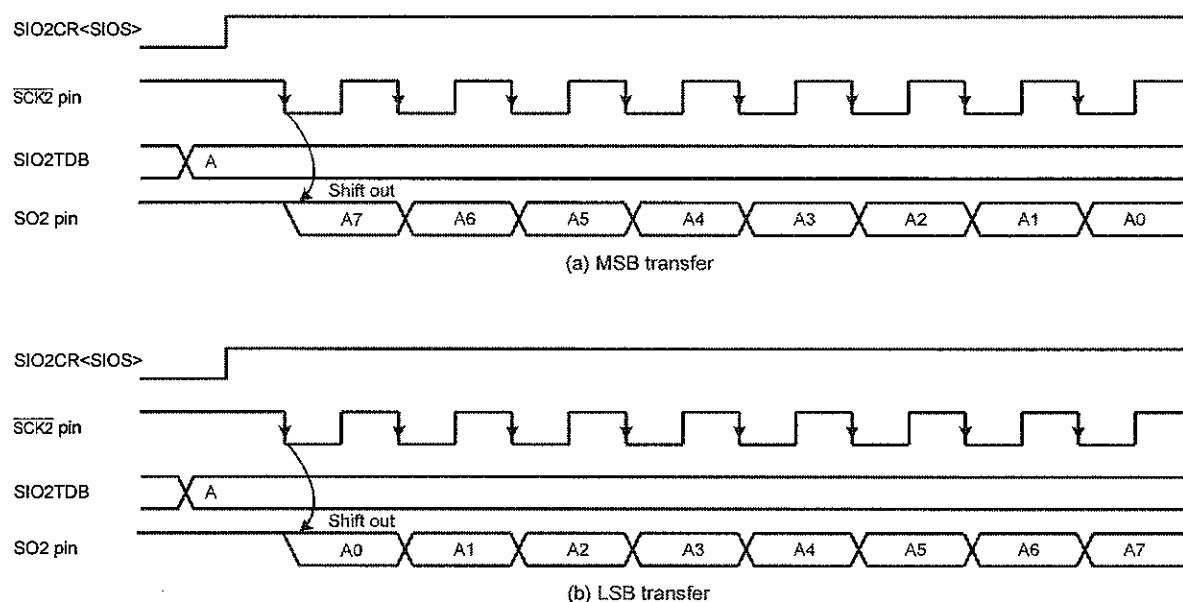 SIO2CR<SIOS>
SCK2 pin
SIO2TDB A
Shift out
SO2 pin A7 A6 A5 A4 A3 A2 A1 A0
(a) MSB transfer
SIO2CR<SIOS>
SCK2 pin
SIO2TDB A
Shift out
SO2 pin A0 A1 A2 A3 A4 A5 A6 A7
(b) LSB transfer